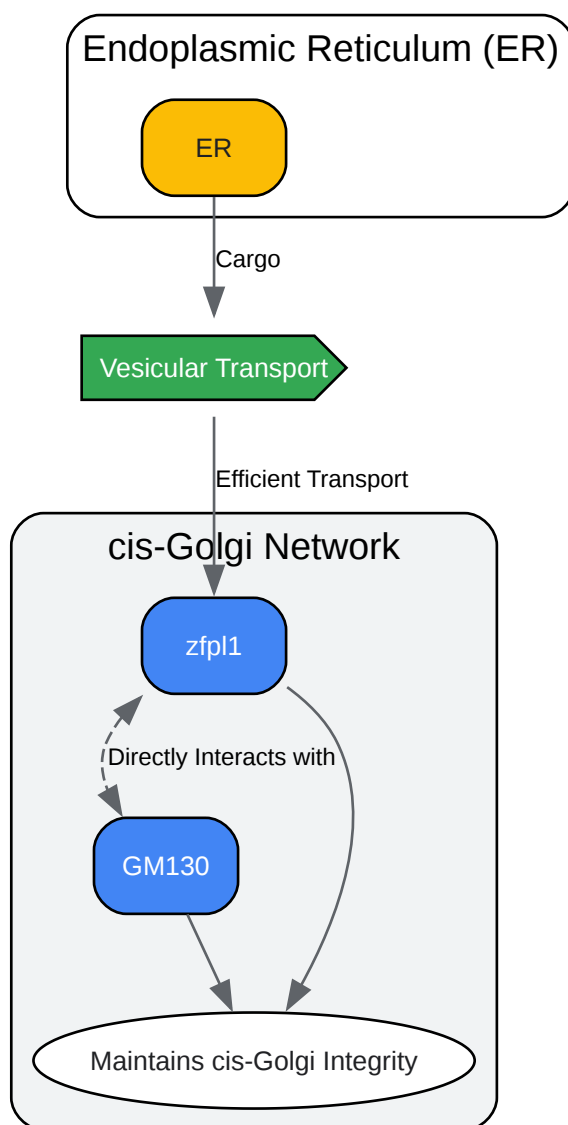 Endoplasmic Reticulum (ER)
ER
Cargo
Vesicular Transport
Efficient Transport
cis-Golgi Network
zfpl1
Directly Interacts with
GM130
Maintains cis-Golgi Integrity